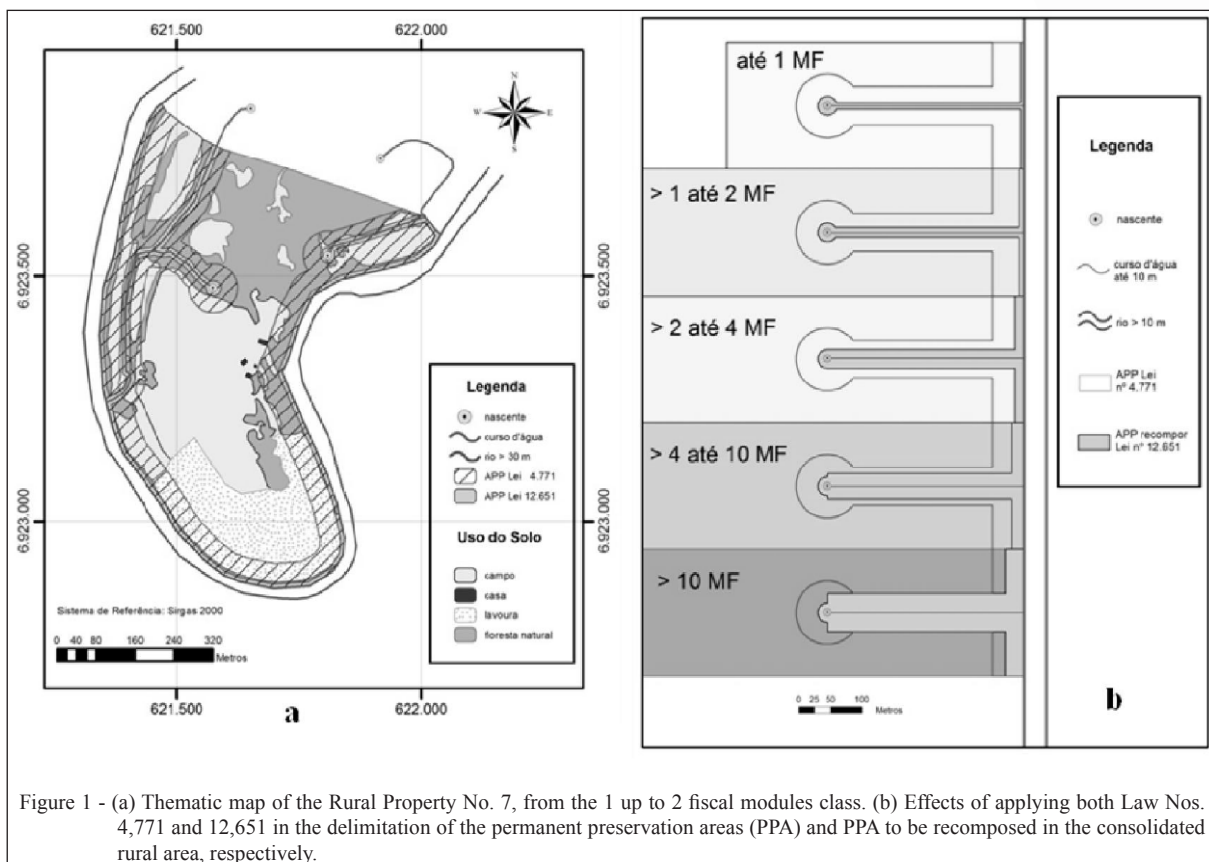 621.500
622.000
N
W
E
S
6.923.500
6.923.500
6.923.000
6.923.000
Legenda
nascente
curso d'água
rio > 30 m
APP Lei 4.771
APP Lei 12.651
Uso do Solo
campo
casa
lavoura
floresta natural
Sistema de Referência: Sirgas 2000
0 40 80 160 240 320
Metros
621.500
622.000
a
até 1 MF
> 1 até 2 MF
> 2 até 4 MF
> 4 até 10 MF
> 10 MF
0 25 50 100
Metros
Legenda
nascente
curso d'água
até 10 m
rio > 10 m
APP Lei
nº 4.771
APP recompor
Lei nº 12.651
b
Figure 1 - (a) Thematic map of the Rural Property No. 7, from the 1 up to 2 fiscal modules class. (b) Effects of applying both Law Nos.
4,771 and 12,651 in the delimitation of the permanent preservation areas (PPA) and PPA to be recomposed in the consolidated
rural area, respectively.